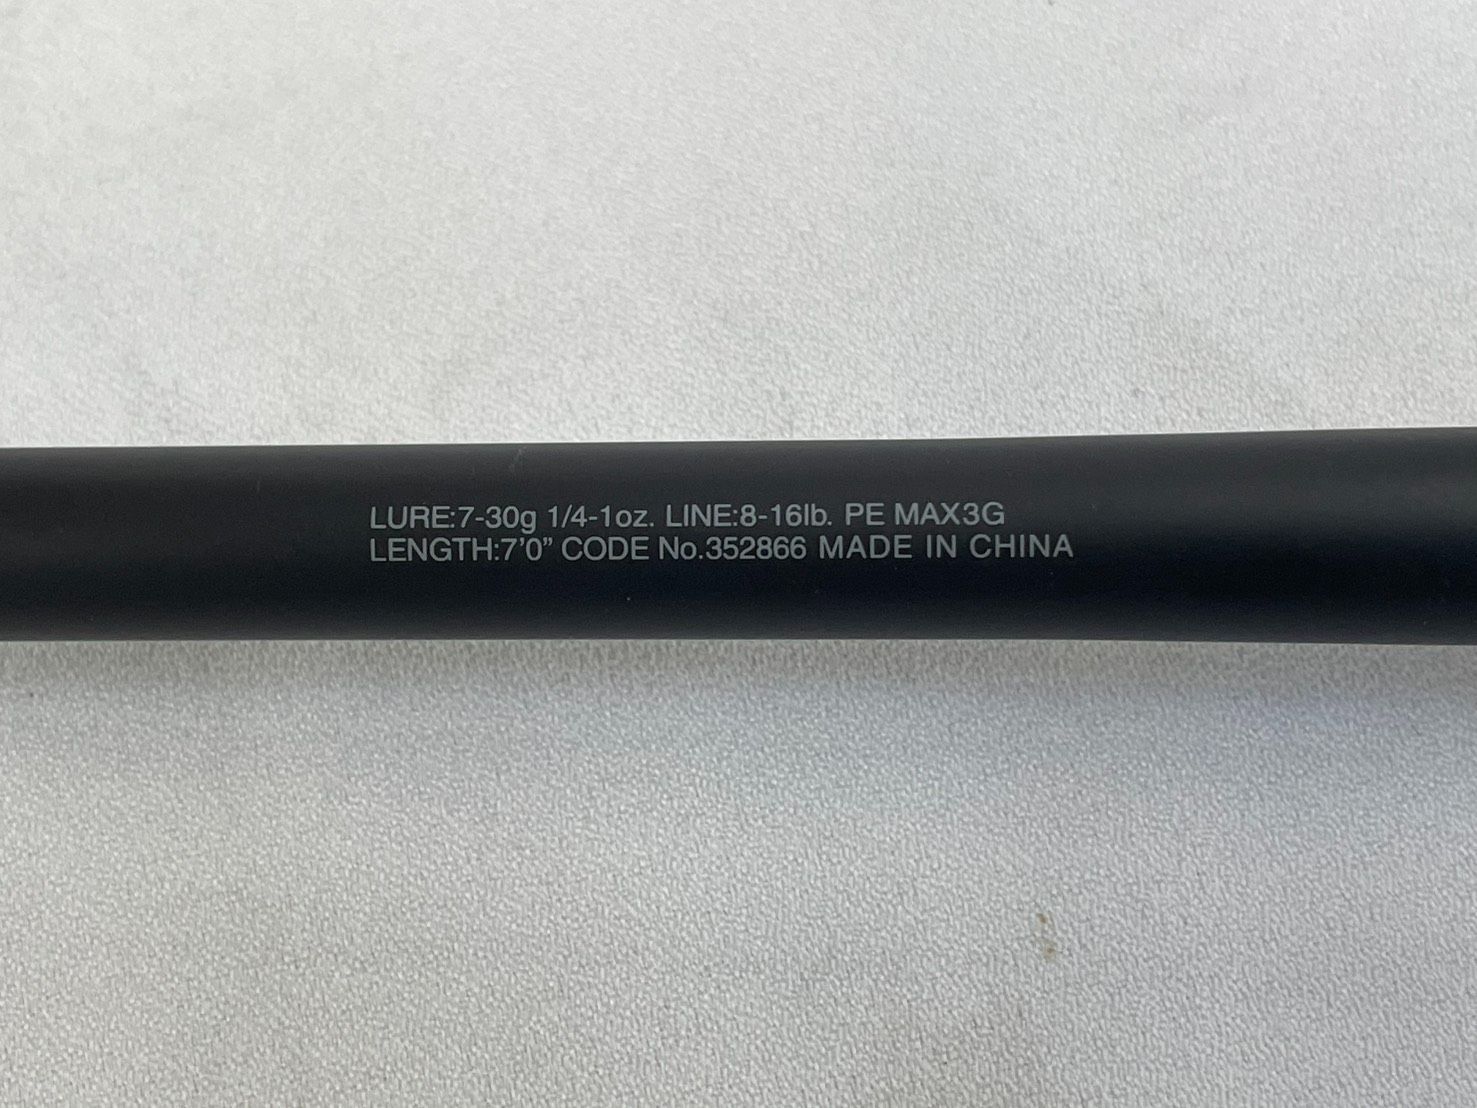 LURE:7-30g 1/4-1oz. LINE:8-16lb. PE MAX3G
LENGTH:7'0" CODE No.352866 MADE IN CHINA